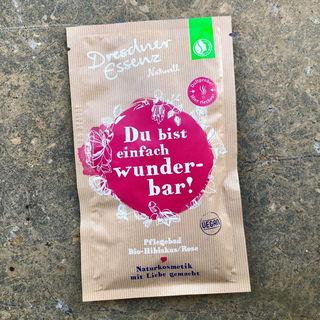 Dresdner
Essenz
Naturell
Du bist
einfach
wunder-
bar!
VEGAN
Pflegebad
Bio-Hibiskus/Rose
Naturkosmetik
mit Liebe gemacht